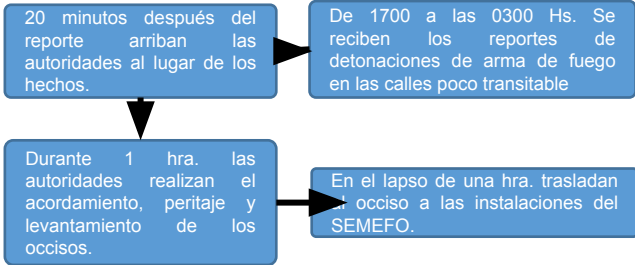 20 minutos después del
reporte arriban las
autoridades al lugar de los
hechos.
De 1700 a las 0300 Hs. Se
reciben los reportes de
detonaciones de arma de fuego
en las calles poco transitable
Durante 1 hra. las
autoridades realizan el
acordamiento, peritaje y
levantamiento de los
occisos.
En el lapso de una hra. trasladan
al occiso a las instalaciones del
SEMEFO.